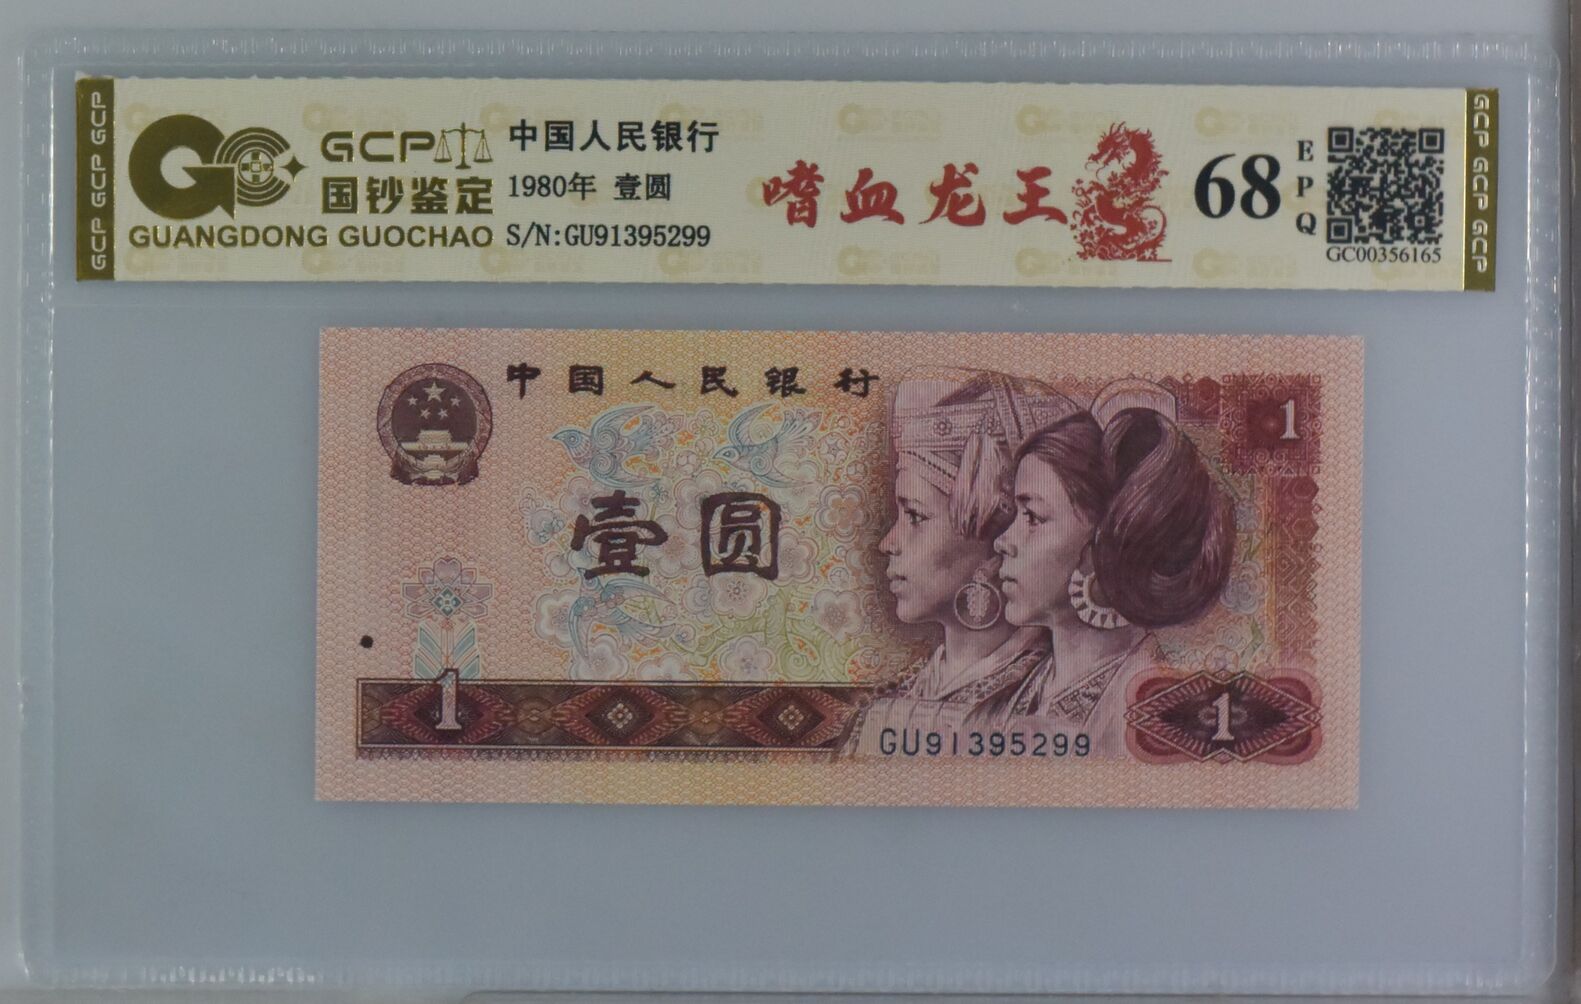 GCP GCP GCP
GCP
国钞鉴定
GUANGDONG GUOCHAO
中国人民银行
1980年 壹圆
S/N:GU91395299
嗜血龙王
68
EPQ
GC00356165
GCP GCP GCP
中国人民银行
1
壹圆
1
GU91395299
1